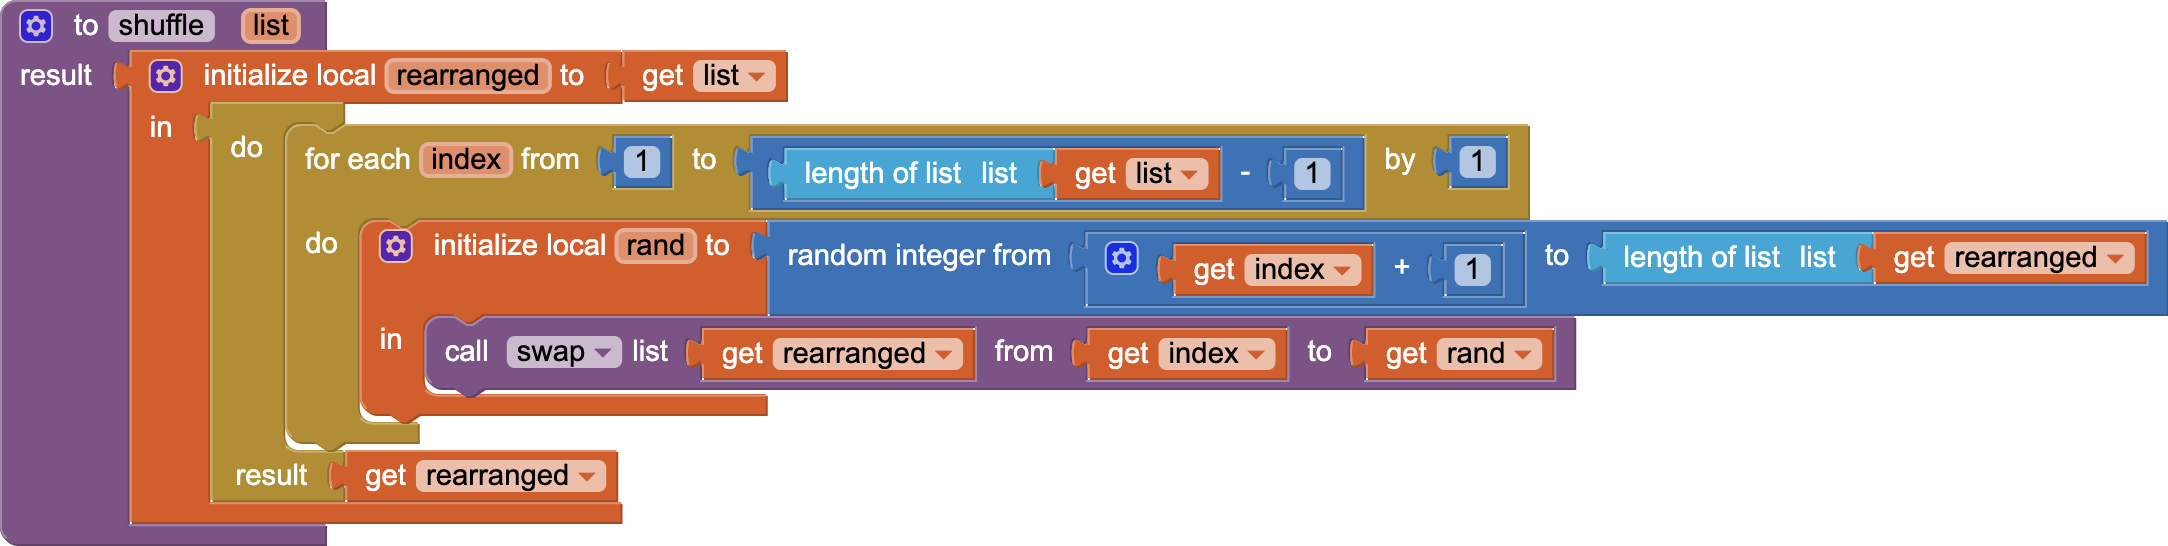 to shuffle list
result initialize local rearranged to get list
in do for each index from 1 to length of list list get list - 1 by 1
do initialize local rand to random integer from get index + 1 to length of list list get rearranged
in call swap list get rearranged from get index to get rand
result get rearranged